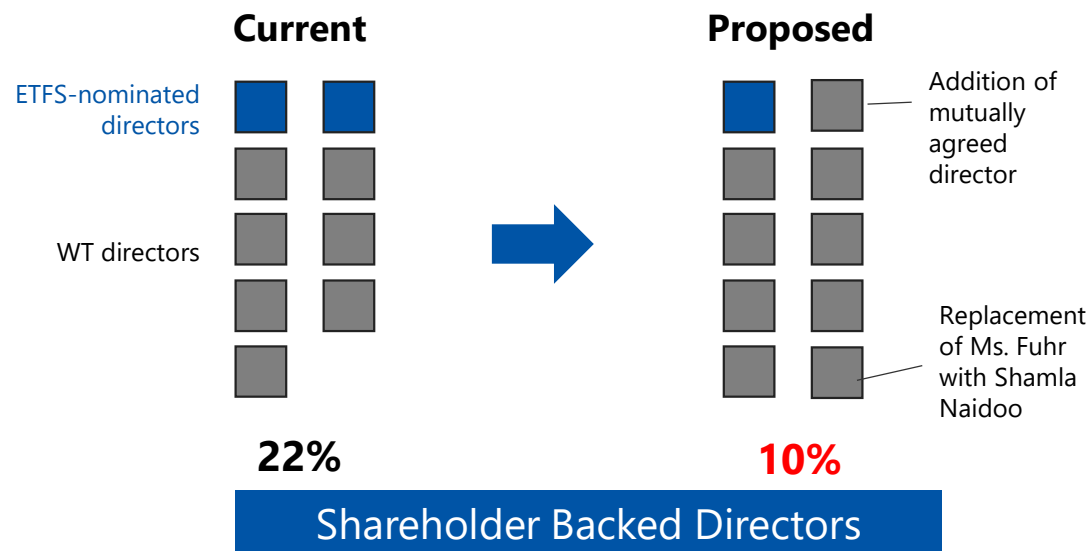 Current
Proposed
ETFS-nominated
directors
Addition of
mutually
agreed
director
WT directors
Replacement
of Ms. Fuhr
with Shamla
Naidoo
22%
10%
Shareholder Backed Directors